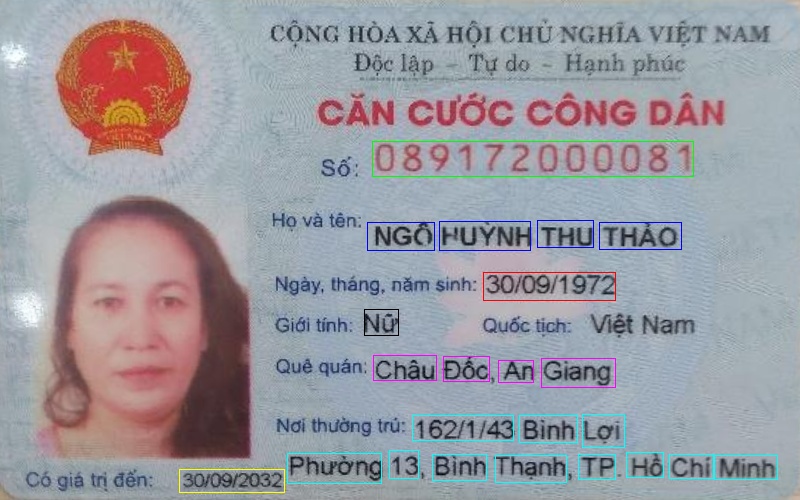 CỘNG HÒA XÃ HỘI CHỦ NGHĨA VIỆT NAM
Độc lập - Tự do - Hạnh phúc
CĂN CƯỚC CÔNG DÂN
Số: 089172000081
Họ và tên: NGÔ HUỲNH THU THẢO
Ngày, tháng, năm sinh: 30/09/1972
Giới tính: Nữ Quốc tịch: Việt Nam
Quê quán: Châu Đốc, An Giang
Nơi thường trú: 162/1/43 Bình Lợi
Phường 13, Bình Thạnh, TP. Hồ Chí Minh
Có giá trị đến: 30/09/2032